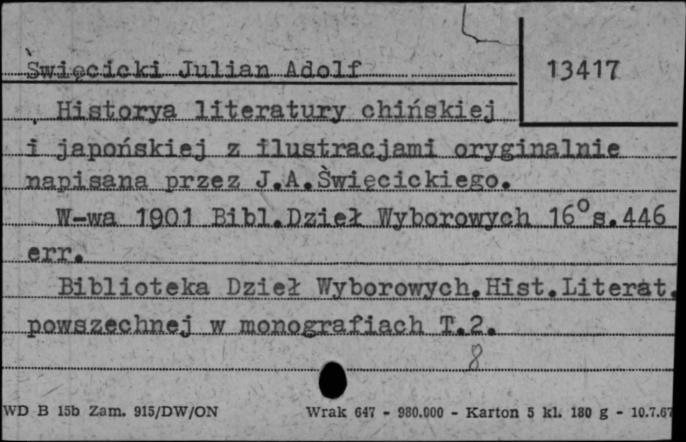 Święcicki Julian Adolf
13417
Historya literatury chińskiej
i japońskiej z ilustracjami oryginalnie
napisana przez J.A.Święcickiego.
W-wa 1901 Bibl.Dzieł Wyborowych 16° s.446
err.
Biblioteka Dzieł Wyborowych.Hist.Literat.
powszechnej w monografiach T.2.
8
WD B 15b Zam. 915/DW/ON Wrak 647 - 980.000 - Karton 5 kl. 180 g - 10.7.67